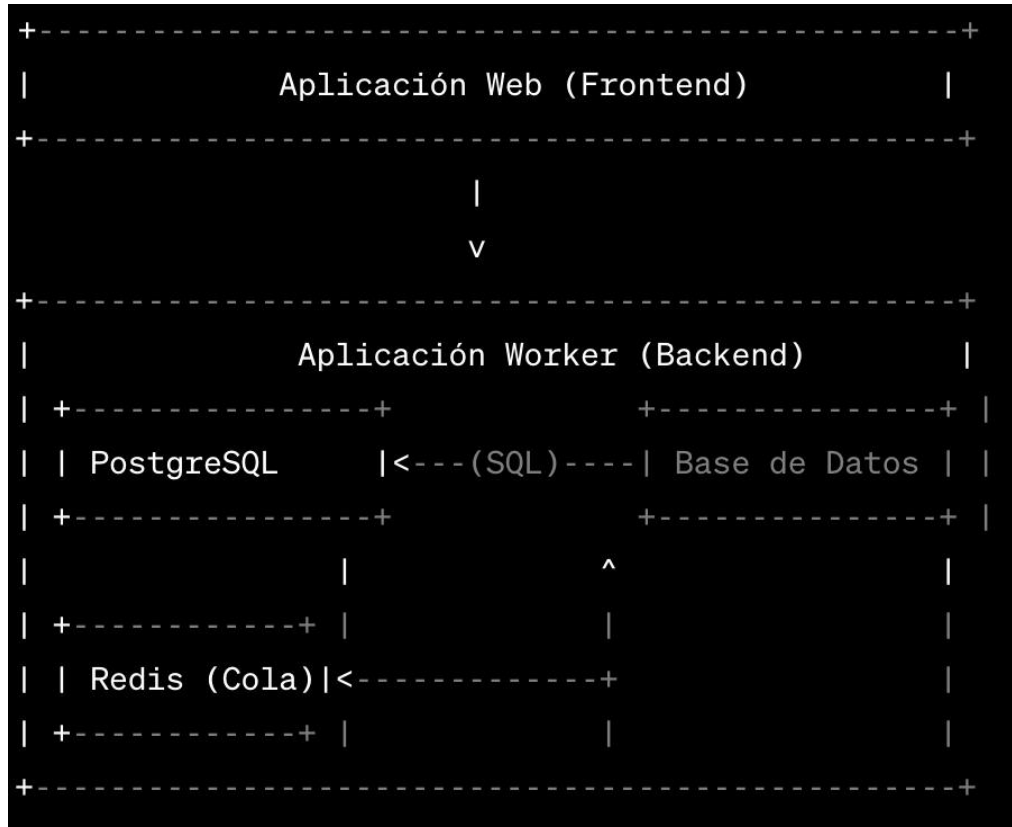 +-------------------------------------------------+
|             Aplicación Web (Frontend)          |
+-------------------------------------------------+
                        |
                        v
+-------------------------------------------------+
|              Aplicación Worker (Backend)        |
| +----------------+             +---------------+ |
| | PostgreSQL     |<---(SQL)----| Base de Datos | |
| +----------------+             +---------------+ |
|                |             ^                 |
| +------------+ |             |                 |
| | Redis (Cola)|<-------------+                 |
| +------------+ |             |                 |
+-------------------------------------------------+